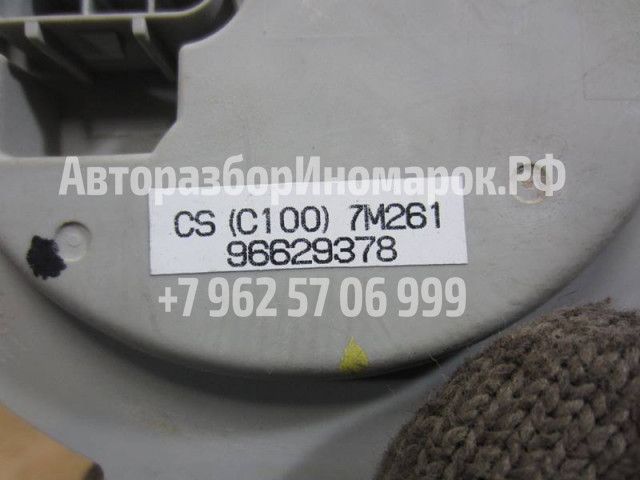 АвторазборИномарок.РФ
CS (C100) 7M261
96629378
+7 962 57 06 999